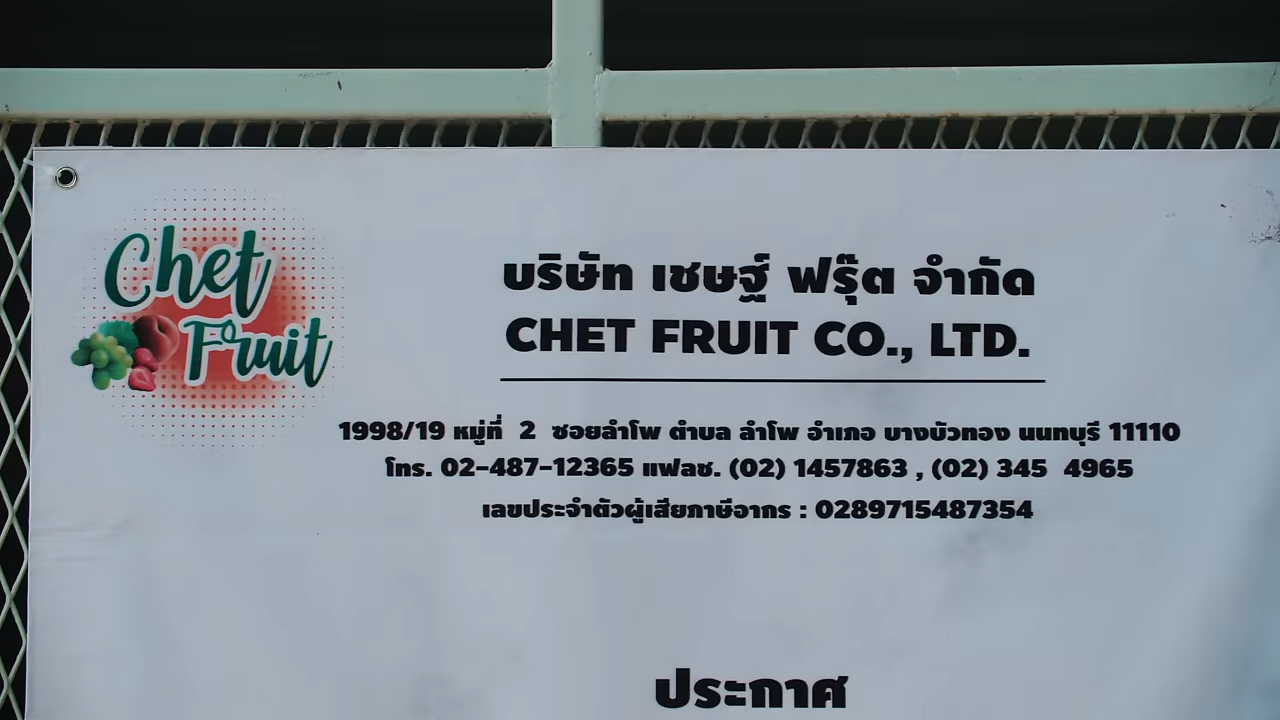 Chet
Fruit
บริษัท เชษฐ์ ฟรุ๊ต จำกัด
CHET FRUIT CO., LTD.
1998/19 หมู่ที่ 2 ซอยลำโพ ตำบล ลำโพ อำเภอ บางบัวทอง นนทบุรี 11110
โทร. 02-487-12365 แฟลช. (02) 1457863 , (02) 345 4965
เลขประจำตัวผู้เสียภาษีอากร : 0289715487354
ประกาศ